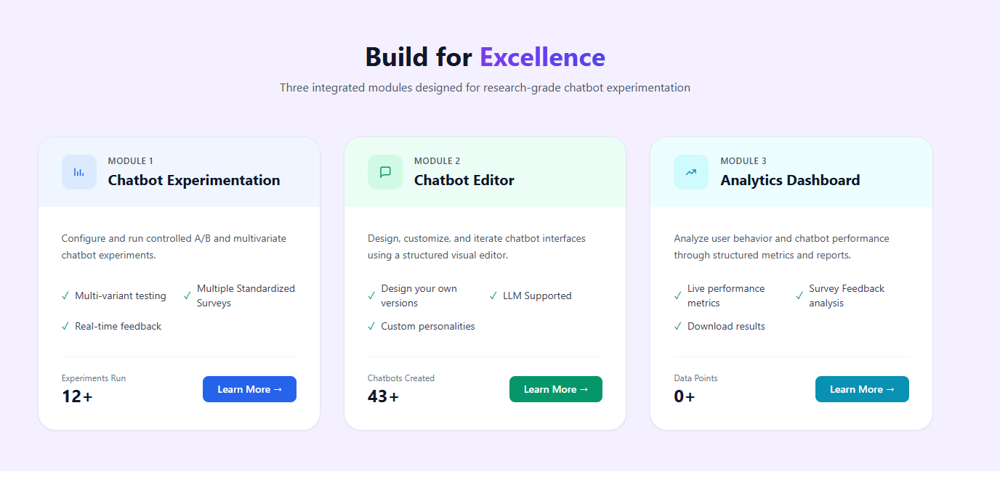 Build for Excellence
Three integrated modules designed for research-grade chatbot experimentation
MODULE 1
Chatbot Experimentation
Configure and run controlled A/B and multivariate
chatbot experiments.
✓ Multi-variant testing
✓ Multiple Standardized
Surveys
✓ Real-time feedback
Experiments Run
12+
Learn More →
MODULE 2
Chatbot Editor
Design, customize, and iterate chatbot interfaces
using a structured visual editor.
✓ Design your own
versions
✓ LLM Supported
✓ Custom personalities
Chatbots Created
43+
Learn More →
MODULE 3
Analytics Dashboard
Analyze user behavior and chatbot performance
through structured metrics and reports.
✓ Live performance
metrics
✓ Survey Feedback
analysis
✓ Download results
Data Points
0+
Learn More →